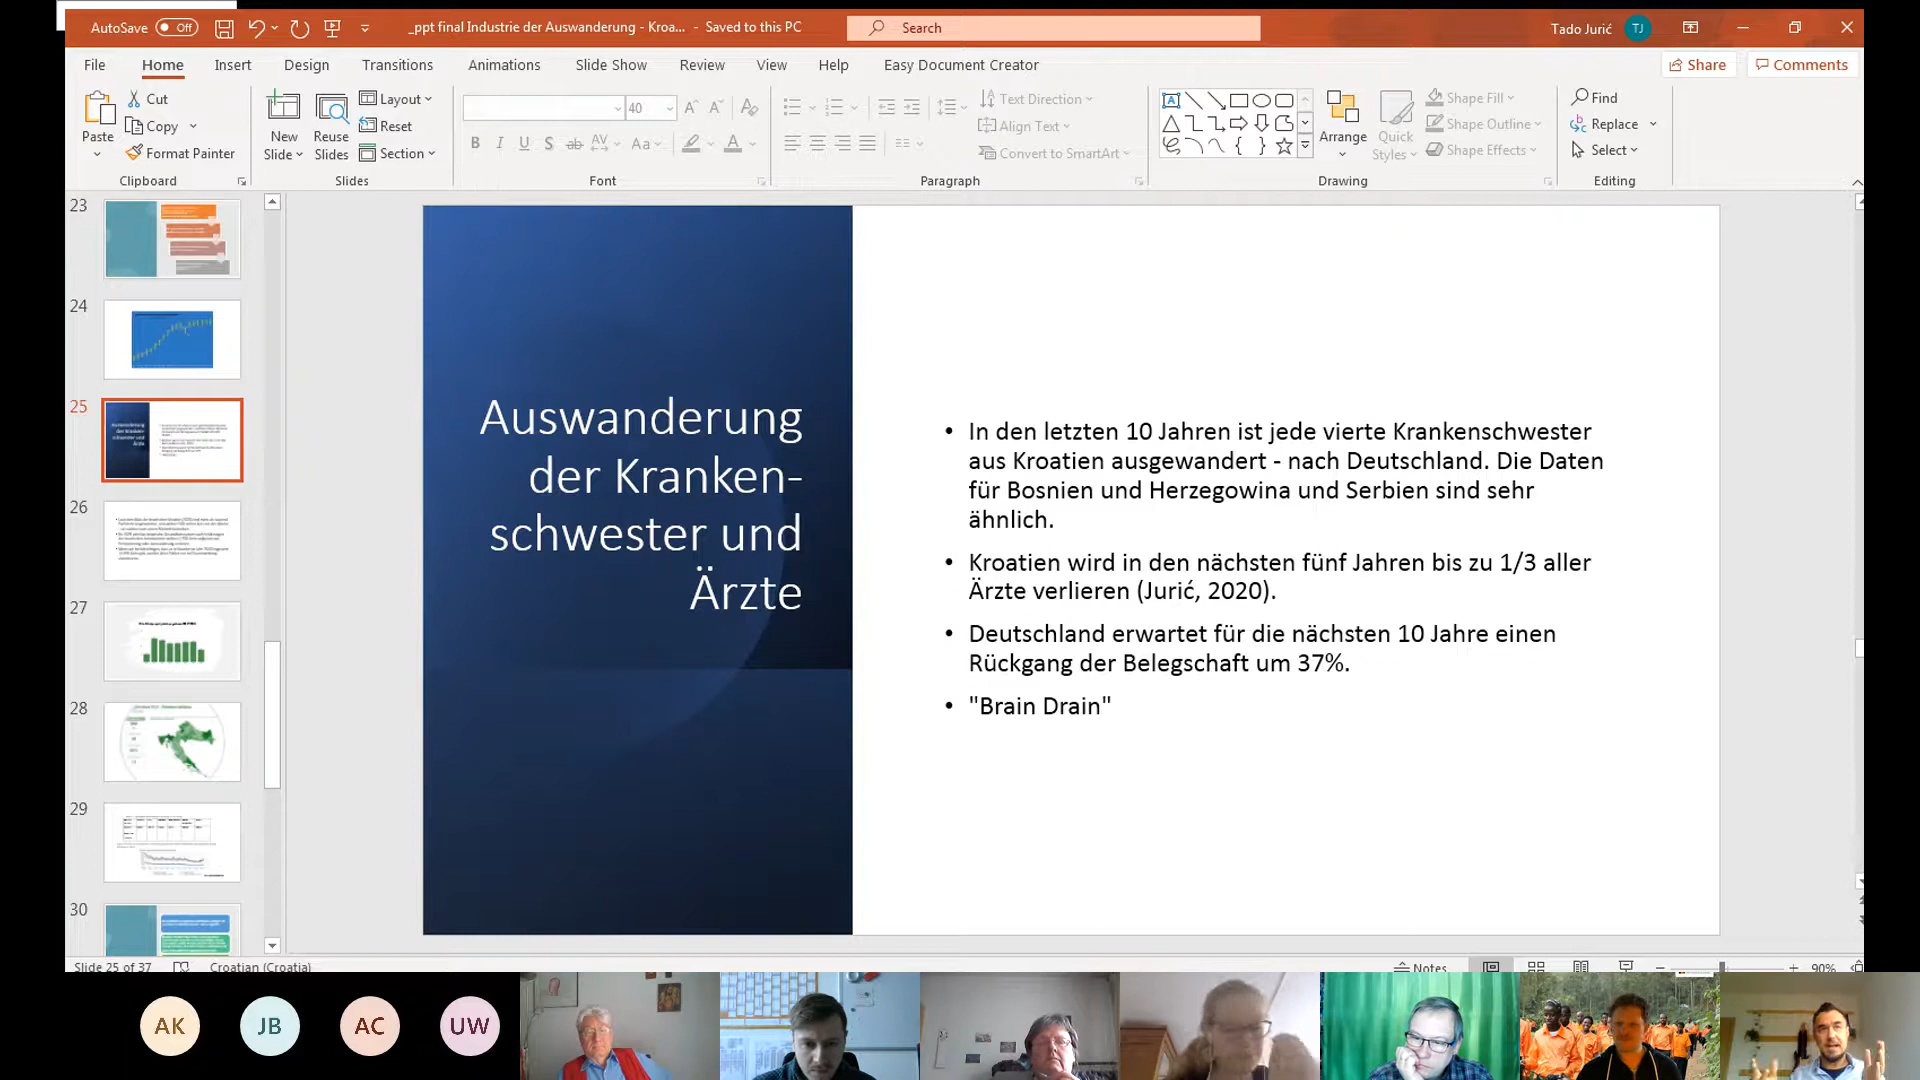 AutoSave Off
_ppt final Industrie der Auswanderung - Kroa... - Saved to this PC
Search
Tado Jurić TJ
File Home Insert Design Transitions Animations Slide Show Review View Help Easy Document Creator
Share Comments
Paste
Cut
Copy
Format Painter
Clipboard
New Slide
Reuse Slides
Layout
Reset
Section
Slides
40
B I U S ab AV Aa A
Font
Text Direction
Align Text
Convert to SmartArt
Paragraph
Arrange
Quick Styles
Shape Fill
Shape Outline
Shape Effects
Drawing
Find
Replace
Select
Editing
23
24
25
26
27
28
29
30
Auswanderung
der Kranken-
schwester und
Ärzte
• In den letzten 10 Jahren ist jede vierte Krankenschwester
aus Kroatien ausgewandert - nach Deutschland. Die Daten
für Bosnien und Herzegowina und Serbien sind sehr
ähnlich.
• Kroatien wird in den nächsten fünf Jahren bis zu 1/3 aller
Ärzte verlieren (Jurić, 2020).
• Deutschland erwartet für die nächsten 10 Jahre einen
Rückgang der Belegschaft um 37%.
• "Brain Drain"
Slide 25 of 37 Croatian (Croatia) Notes 90%
AK JB AC UW